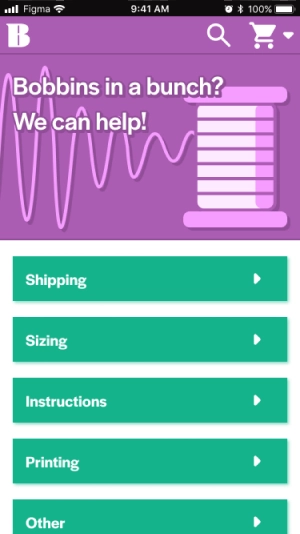 Figma 9:41 AM 100%
B
Bobbins in a bunch?
We can help!
Shipping
Sizing
Instructions
Printing
Other